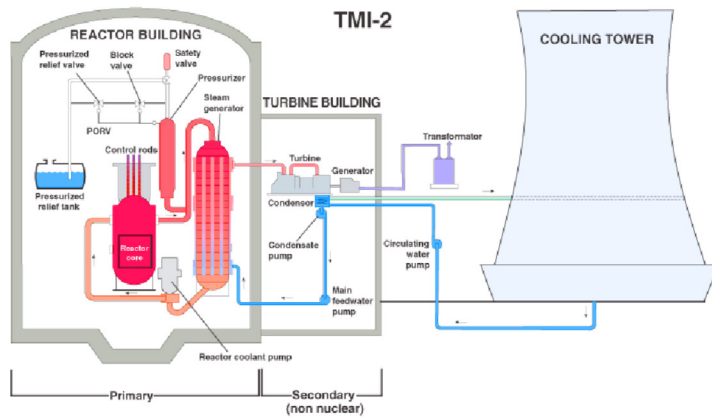 TMI-2
REACTOR BUILDING
COOLING TOWER
Pressurized
relief valve
Block
valve
Safety
valve
Pressurizer
Steam
generator
TURBINE BUILDING
PORV
Control rods
Transformator
Turbine
Generator
Pressurized
relief tank
Condensor
Reactor
core
Condensate
pump
Circulating
water
pump
Main
feedwater
pump
Reactor coolant pump
Primary
Secondary
(non nuclear)